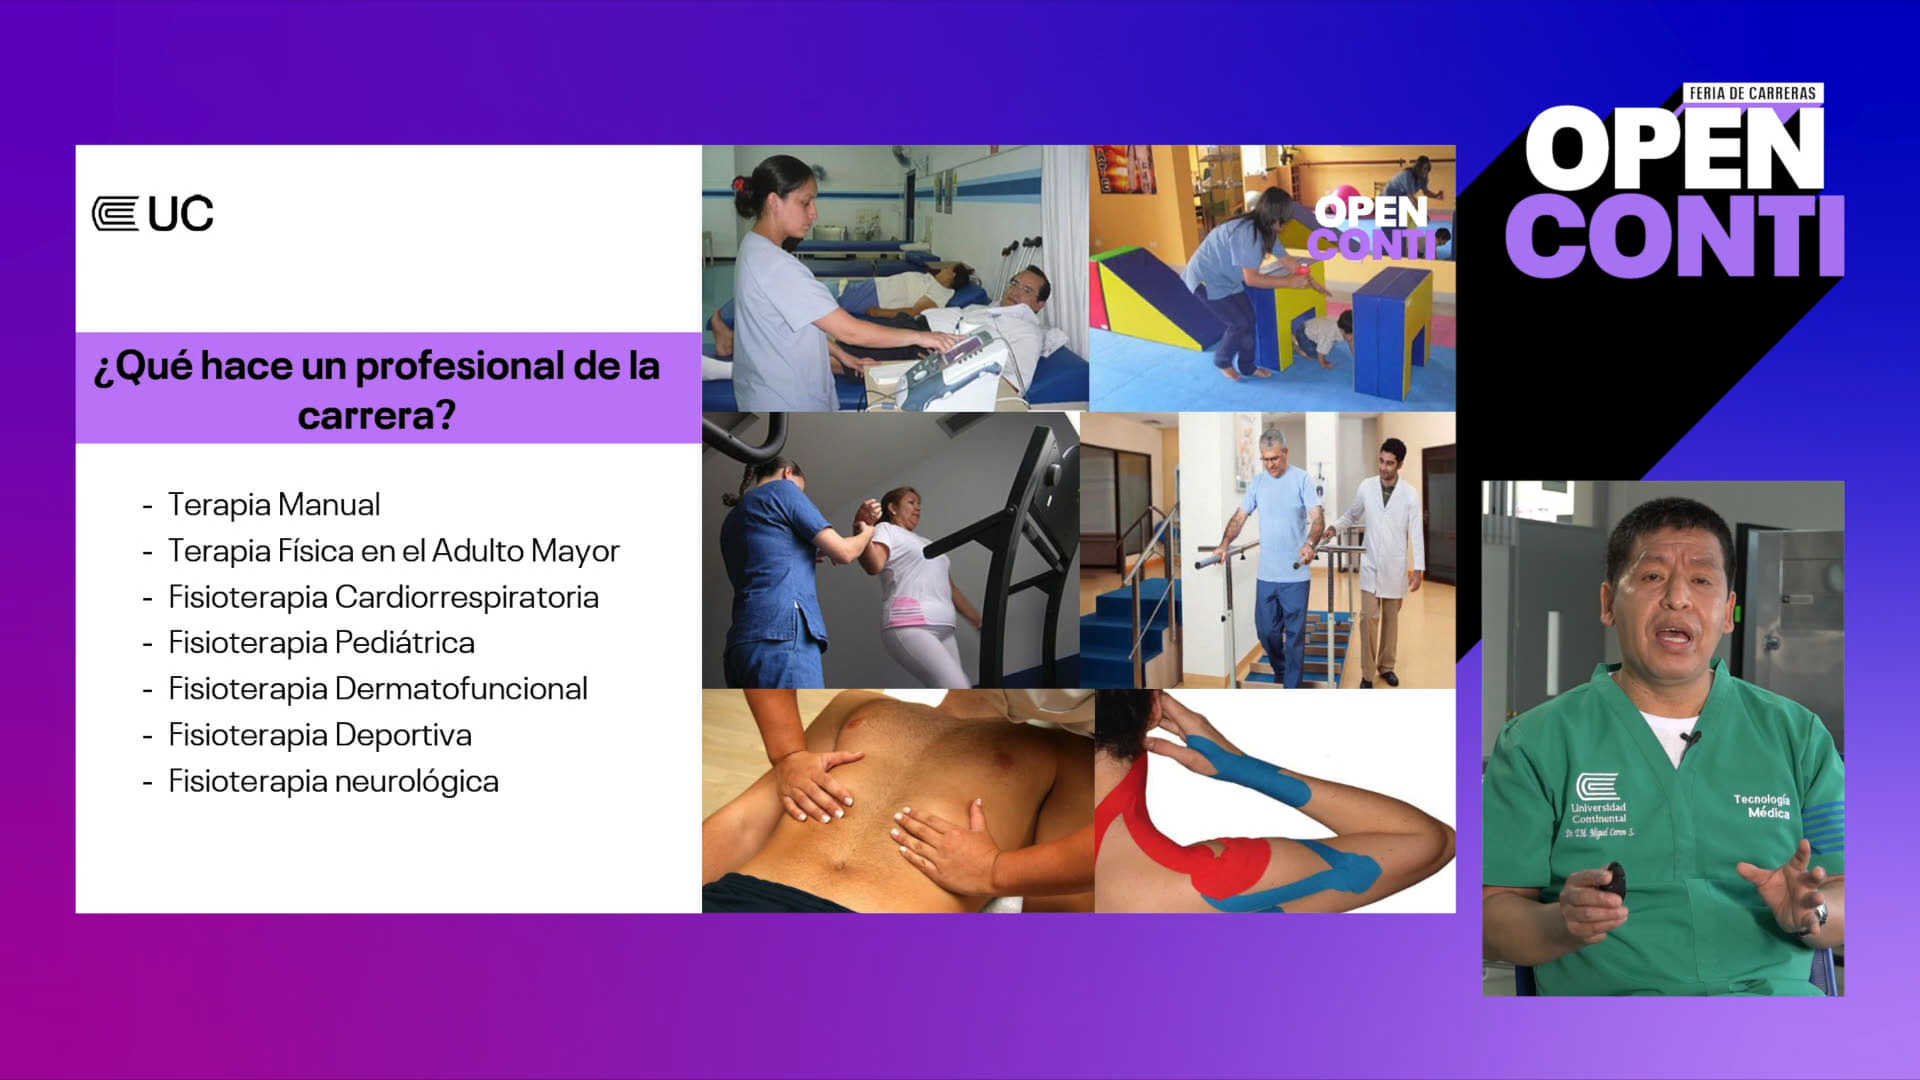 FERIA DE CARRERAS
OPEN
CONTI
UC
¿Qué hace un profesional de la
carrera?
- Terapia Manual
- Terapia Física en el Adulto Mayor
- Fisioterapia Cardiorrespiratoria
- Fisioterapia Pediátrica
- Fisioterapia Dermatofuncional
- Fisioterapia Deportiva
- Fisioterapia neurológica
OPEN
CONTI
Universidad
Continental
Tecnología
Médica